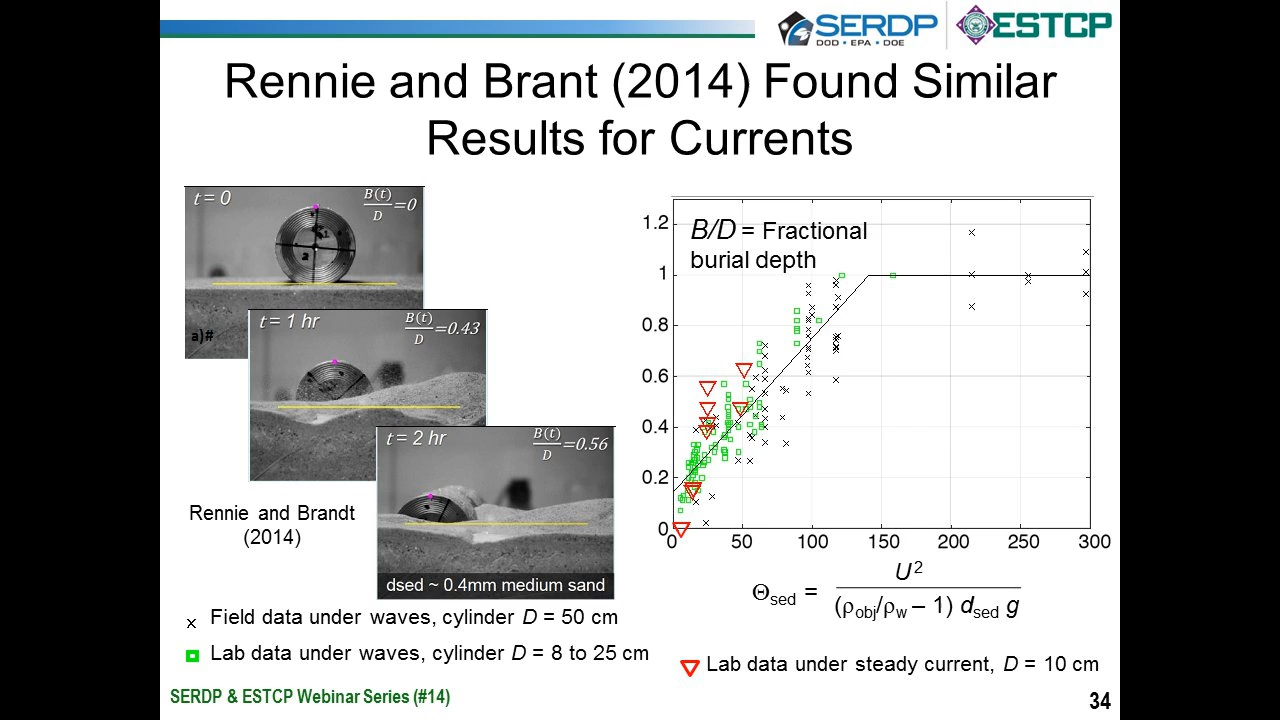 SERDP
DOD • EPA • DOE
ESTCP
Rennie and Brant (2014) Found Similar
Results for Currents
t = 0
B(t)/D =0
a)#
t = 1 hr
B(t)/D =0.43
t = 2 hr
B(t)/D =0.56
dsed ~ 0.4mm medium sand
Rennie and Brandt
(2014)
B/D = Fractional
burial depth
1.2
1
0.8
0.6
0.4
0.2
0
0 50 100 150 200 250 300
Θsed = U² / (ρobj/ρw – 1) dsed g
x Field data under waves, cylinder D = 50 cm
Lab data under waves, cylinder D = 8 to 25 cm
Lab data under steady current, D = 10 cm
SERDP & ESTCP Webinar Series (#14)
34